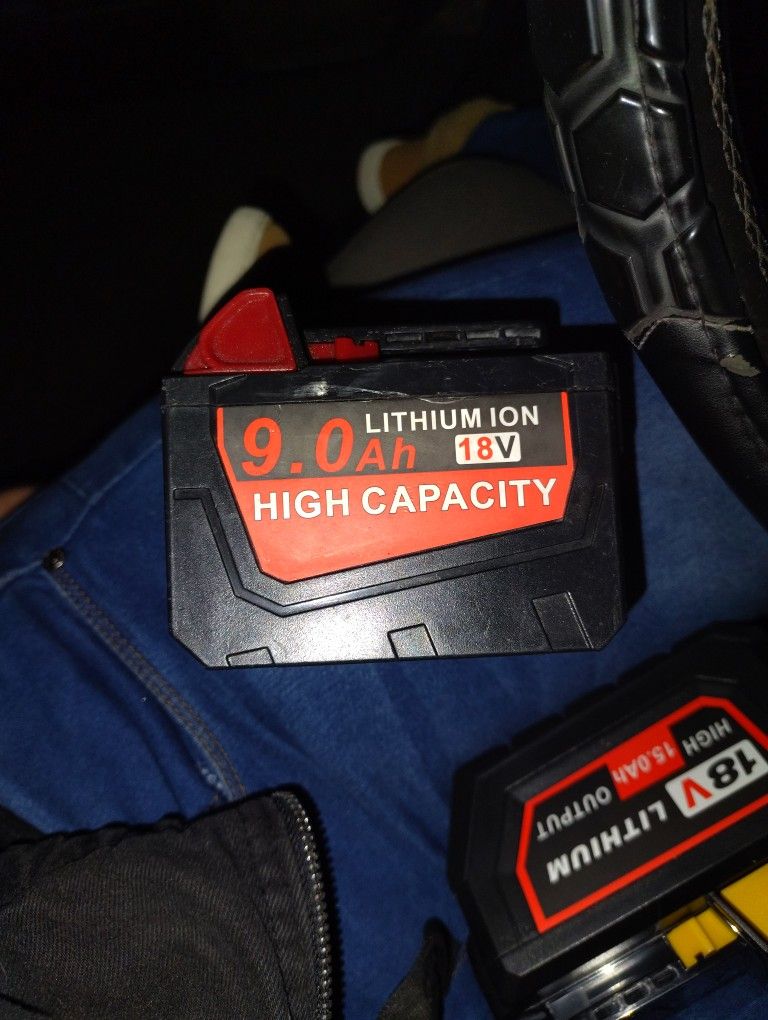 LITHIUM ION
9.0Ah 18V
HIGH CAPACITY
18V LITHIUM
HIGH 15.0Ah OUTPUT